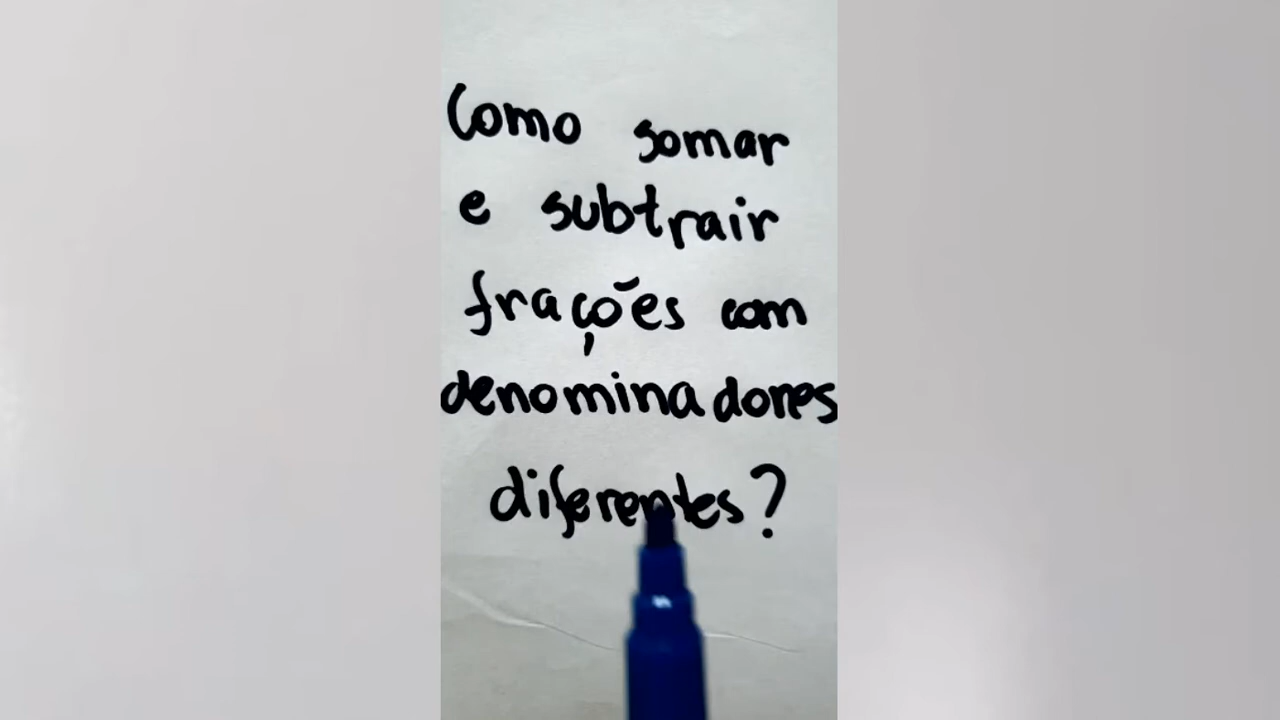 Como somar
e subtrair
frações com
denominadores
diferentes?